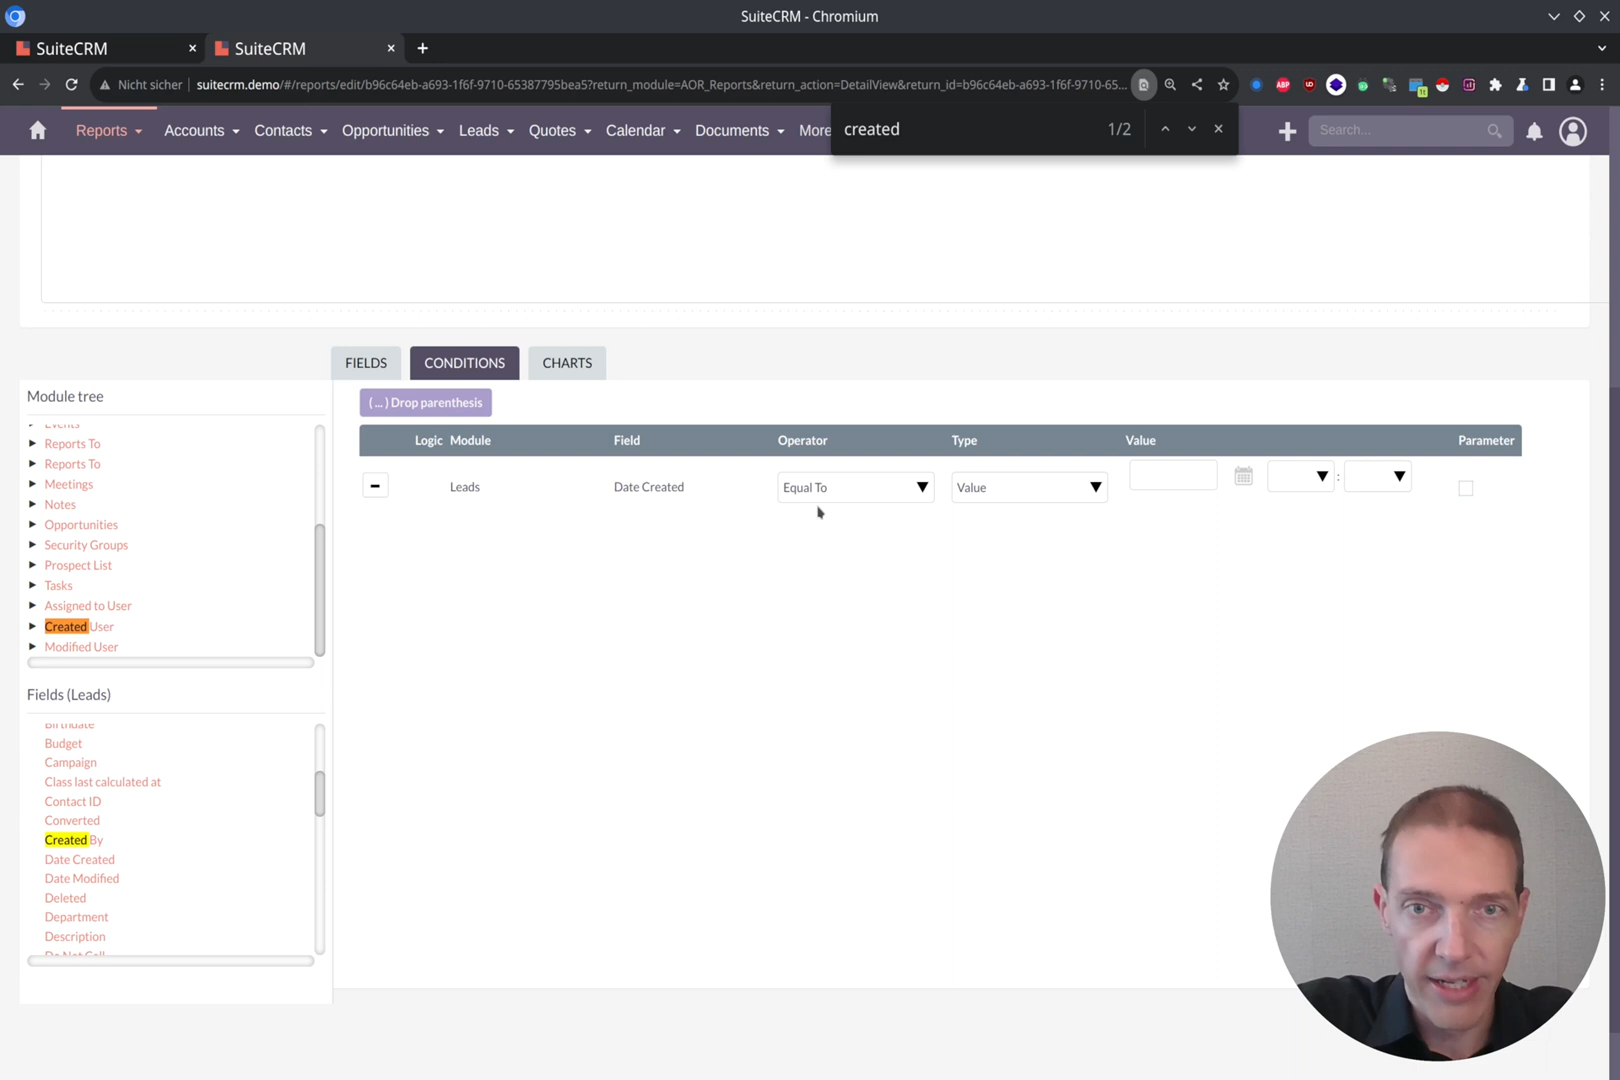 SuiteCRM - Chromium
SuiteCRM
SuiteCRM
Nicht sicher
suitecrm.demo/#/reports/edit/b96c64eb-a693-1f6f-9710-65387795bea5?return_module=AOR_Reports&return_action=DetailView&return_id=b96c64eb-a693-1f6f-9710-65...
Reports
Accounts
Contacts
Opportunities
Leads
Quotes
Calendar
Documents
More
created
1/2
Search...
FIELDS
CONDITIONS
CHARTS
Module tree
Events
Reports To
Reports To
Meetings
Notes
Opportunities
Security Groups
Prospect List
Tasks
Assigned to User
Created User
Modified User
Fields (Leads)
Birthdate
Budget
Campaign
Class last calculated at
Contact ID
Converted
Created By
Date Created
Date Modified
Deleted
Department
Description
Do Not Call
(...) Drop parenthesis
Logic Module Field Operator Type Value Parameter
Leads Date Created Equal To Value :